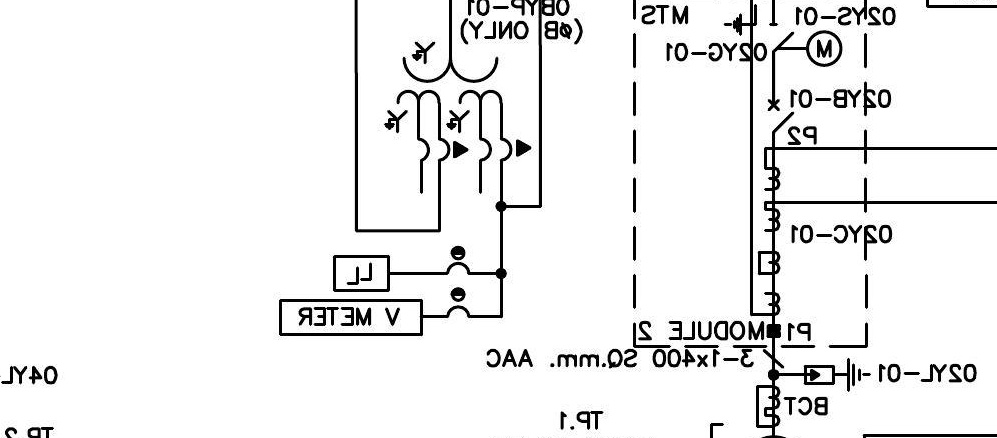 0BYP-01
(ØB ONLY)
MTS
02YS-01
02YG-01
M
02YB-01
P2
02YC-01
LL
V METER
MODULE 2
P1
3-1x400 SQ.mm. AAC
02YL-01
04YL
BCT
TP.1
TP.2